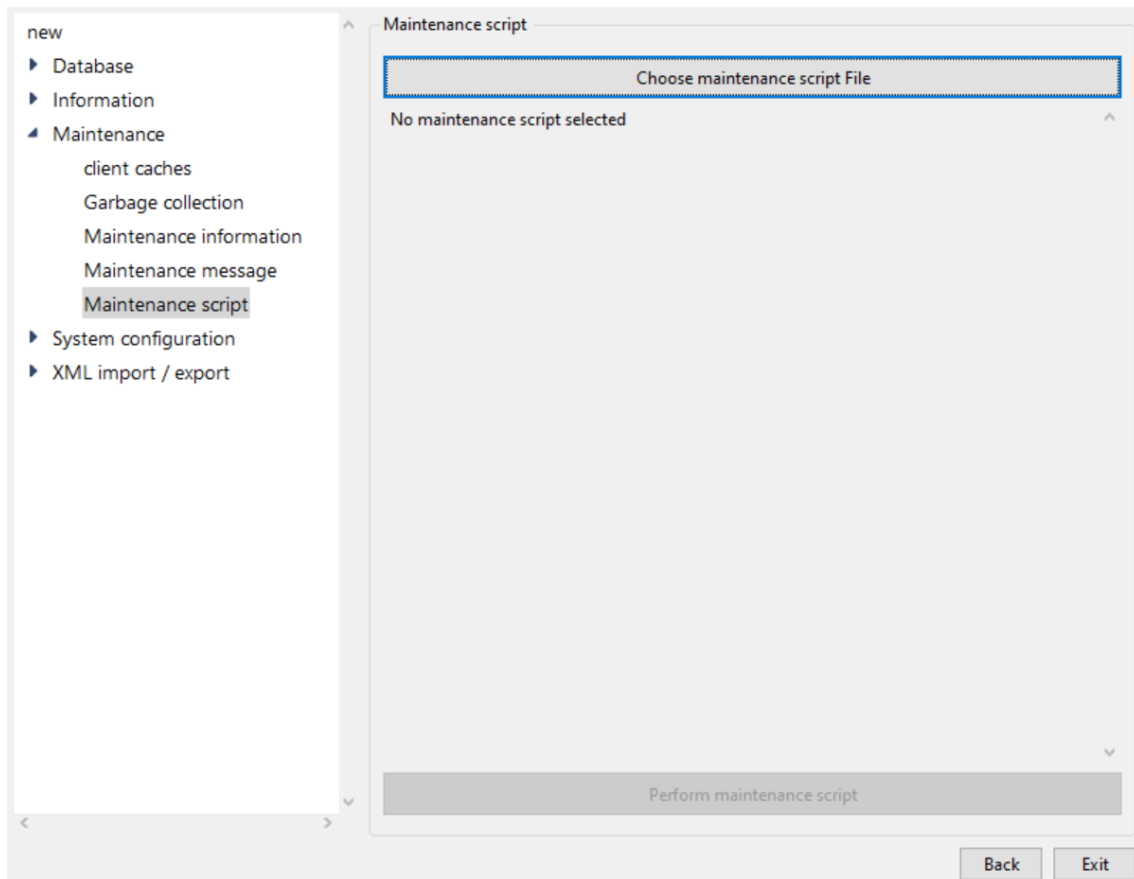 new
Database
Information
Maintenance
client caches
Garbage collection
Maintenance information
Maintenance message
Maintenance script
System configuration
XML import / export
Maintenance script
Choose maintenance script File
No maintenance script selected
Perform maintenance script
Back
Exit